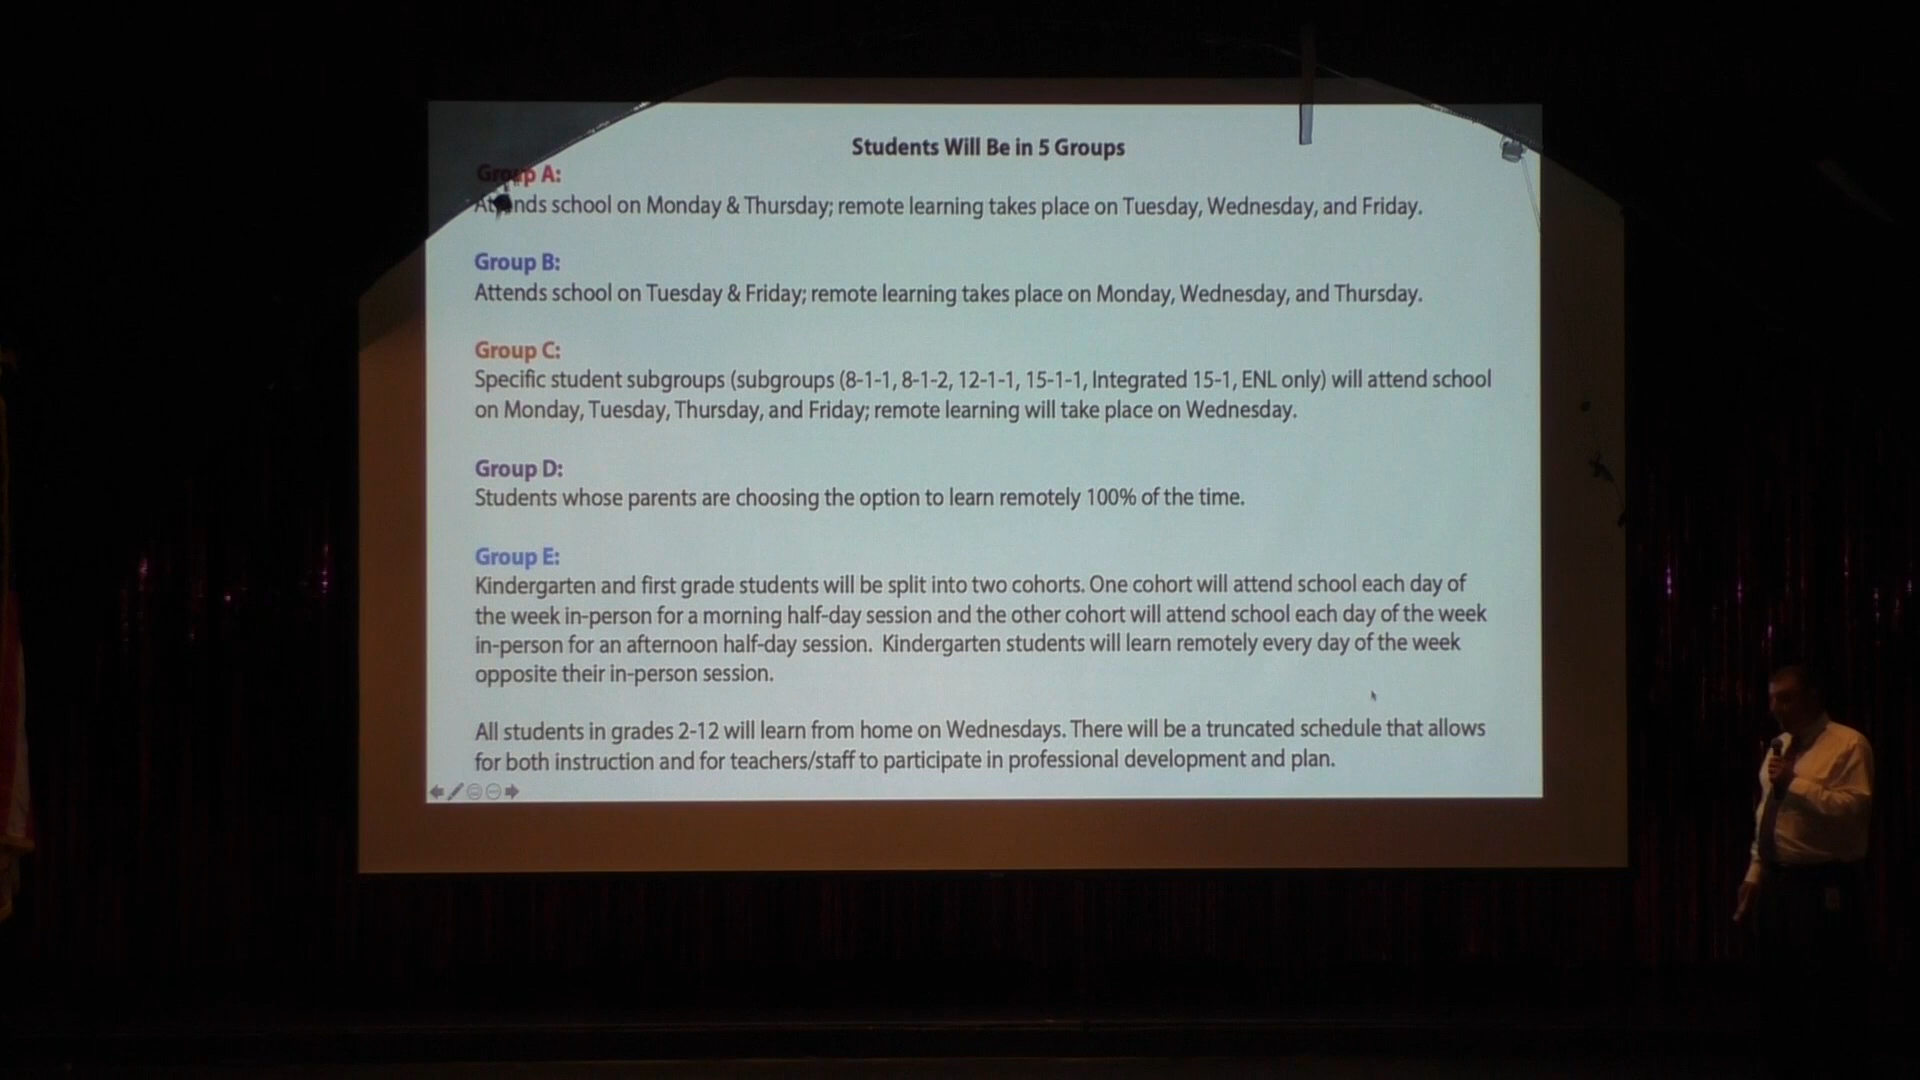 Students Will Be in 5 Groups
Group A:
Attends school on Monday & Thursday; remote learning takes place on Tuesday, Wednesday, and Friday.
Group B:
Attends school on Tuesday & Friday; remote learning takes place on Monday, Wednesday, and Thursday.
Group C:
Specific student subgroups (subgroups (8-1-1, 8-1-2, 12-1-1, 15-1-1, Integrated 15-1, ENL only) will attend school
on Monday, Tuesday, Thursday, and Friday; remote learning will take place on Wednesday.
Group D:
Students whose parents are choosing the option to learn remotely 100% of the time.
Group E:
Kindergarten and first grade students will be split into two cohorts. One cohort will attend school each day of
the week in-person for a morning half-day session and the other cohort will attend school each day of the week
in-person for an afternoon half-day session. Kindergarten students will learn remotely every day of the week
opposite their in-person session.
All students in grades 2-12 will learn from home on Wednesdays. There will be a truncated schedule that allows
for both instruction and for teachers/staff to participate in professional development and plan.